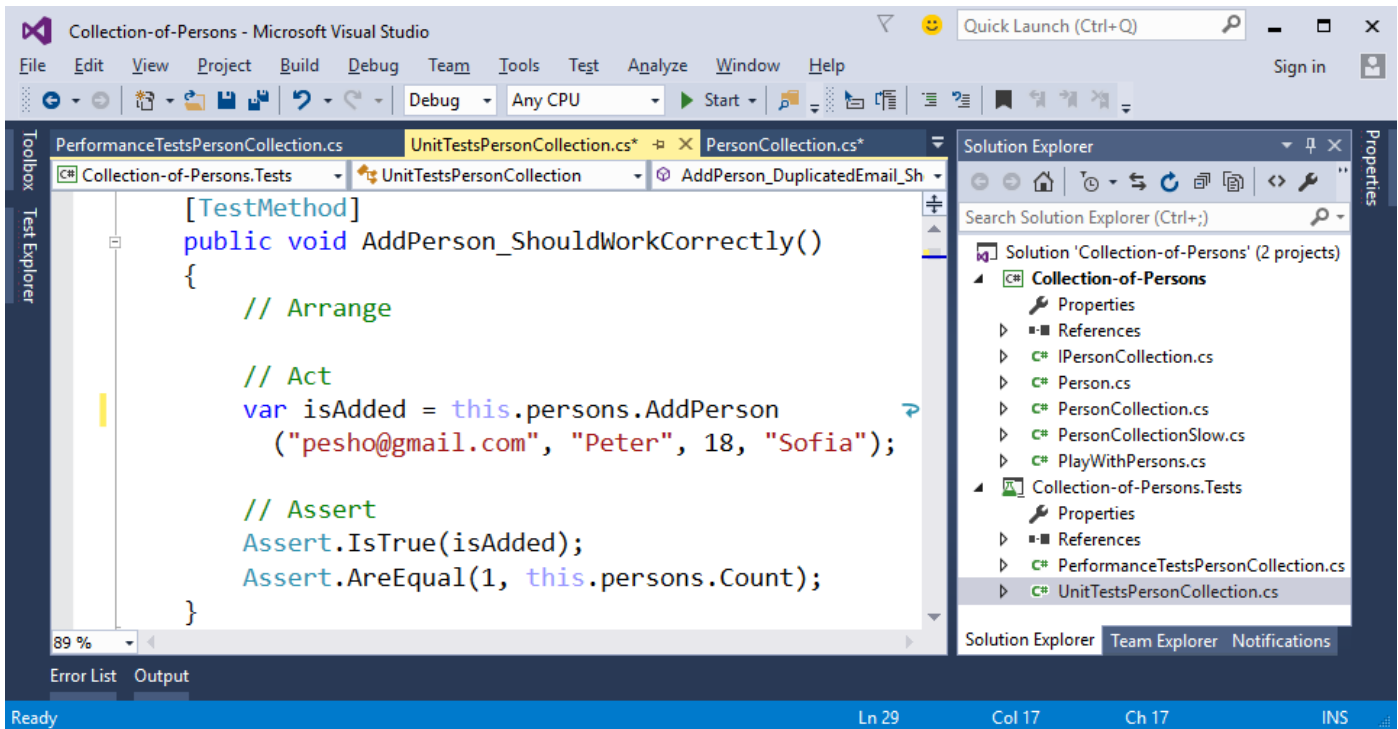 Collection-of-Persons - Microsoft Visual Studio
Quick Launch (Ctrl+Q)
File Edit View Project Build Debug Team Tools Test Analyze Window Help
Sign in
Debug Any CPU Start
Toolbox
Test Explorer
PerformanceTestsPersonCollection.cs UnitTestsPersonCollection.cs* PersonCollection.cs*
C# Collection-of-Persons.Tests UnitTestsPersonCollection AddPerson_DuplicatedEmail_Sh
[TestMethod]
public void AddPerson_ShouldWorkCorrectly()
{
// Arrange
// Act
var isAdded = this.persons.AddPerson
("pesho@gmail.com", "Peter", 18, "Sofia");
// Assert
Assert.IsTrue(isAdded);
Assert.AreEqual(1, this.persons.Count);
}
89 %
Solution Explorer
Search Solution Explorer (Ctrl+;)
Solution 'Collection-of-Persons' (2 projects)
C# Collection-of-Persons
Properties
References
C# IPersonCollection.cs
C# Person.cs
C# PersonCollection.cs
C# PersonCollectionSlow.cs
C# PlayWithPersons.cs
Collection-of-Persons.Tests
Properties
References
C# PerformanceTestsPersonCollection.cs
C# UnitTestsPersonCollection.cs
Solution Explorer Team Explorer Notifications
Properties
Error List Output
Ready Ln 29 Col 17 Ch 17 INS